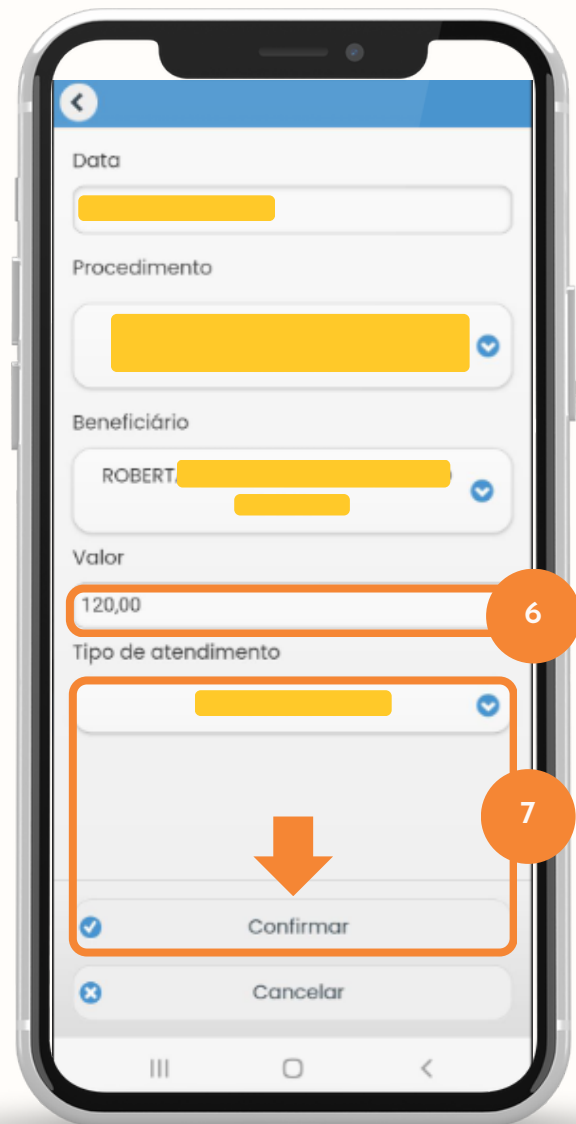 Data
Procedimento
Beneficiário
ROBERT
Valor
120,00
6
Tipo de atendimento
7
Confirmar
Cancelar